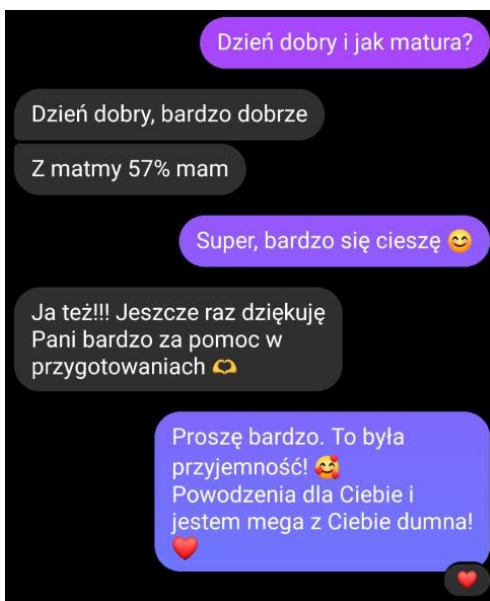 Dzień dobry i jak matura?
Dzień dobry, bardzo dobrze
Z matmy 57% mam
Super, bardzo się cieszę 😊
Ja też!!! Jeszcze raz dziękuję
Pani bardzo za pomoc w
przygotowaniach 🫶
Proszę bardzo. To była
przyjemność! 🥰
Powodzenia dla Ciebie i
jestem mega z Ciebie dumna!
❤️
❤️